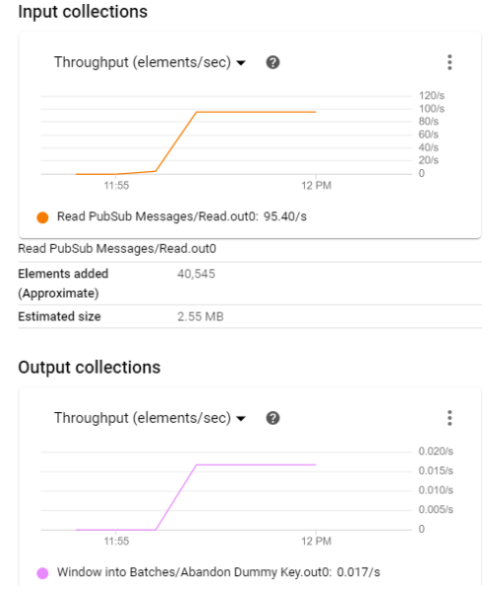 Input collections
Throughput (elements/sec)
120/s
100/s
80/s
60/s
40/s
20/s
0
11:55 12 PM
Read PubSub Messages/Read.out0: 95.40/s
Read PubSub Messages/Read.out0
Elements added 40,545
(Approximate)
Estimated size 2.55 MB
Output collections
Throughput (elements/sec)
0.020/s
0.015/s
0.010/s
0.005/s
0
11:55 12 PM
Window into Batches/Abandon Dummy Key.out0: 0.017/s